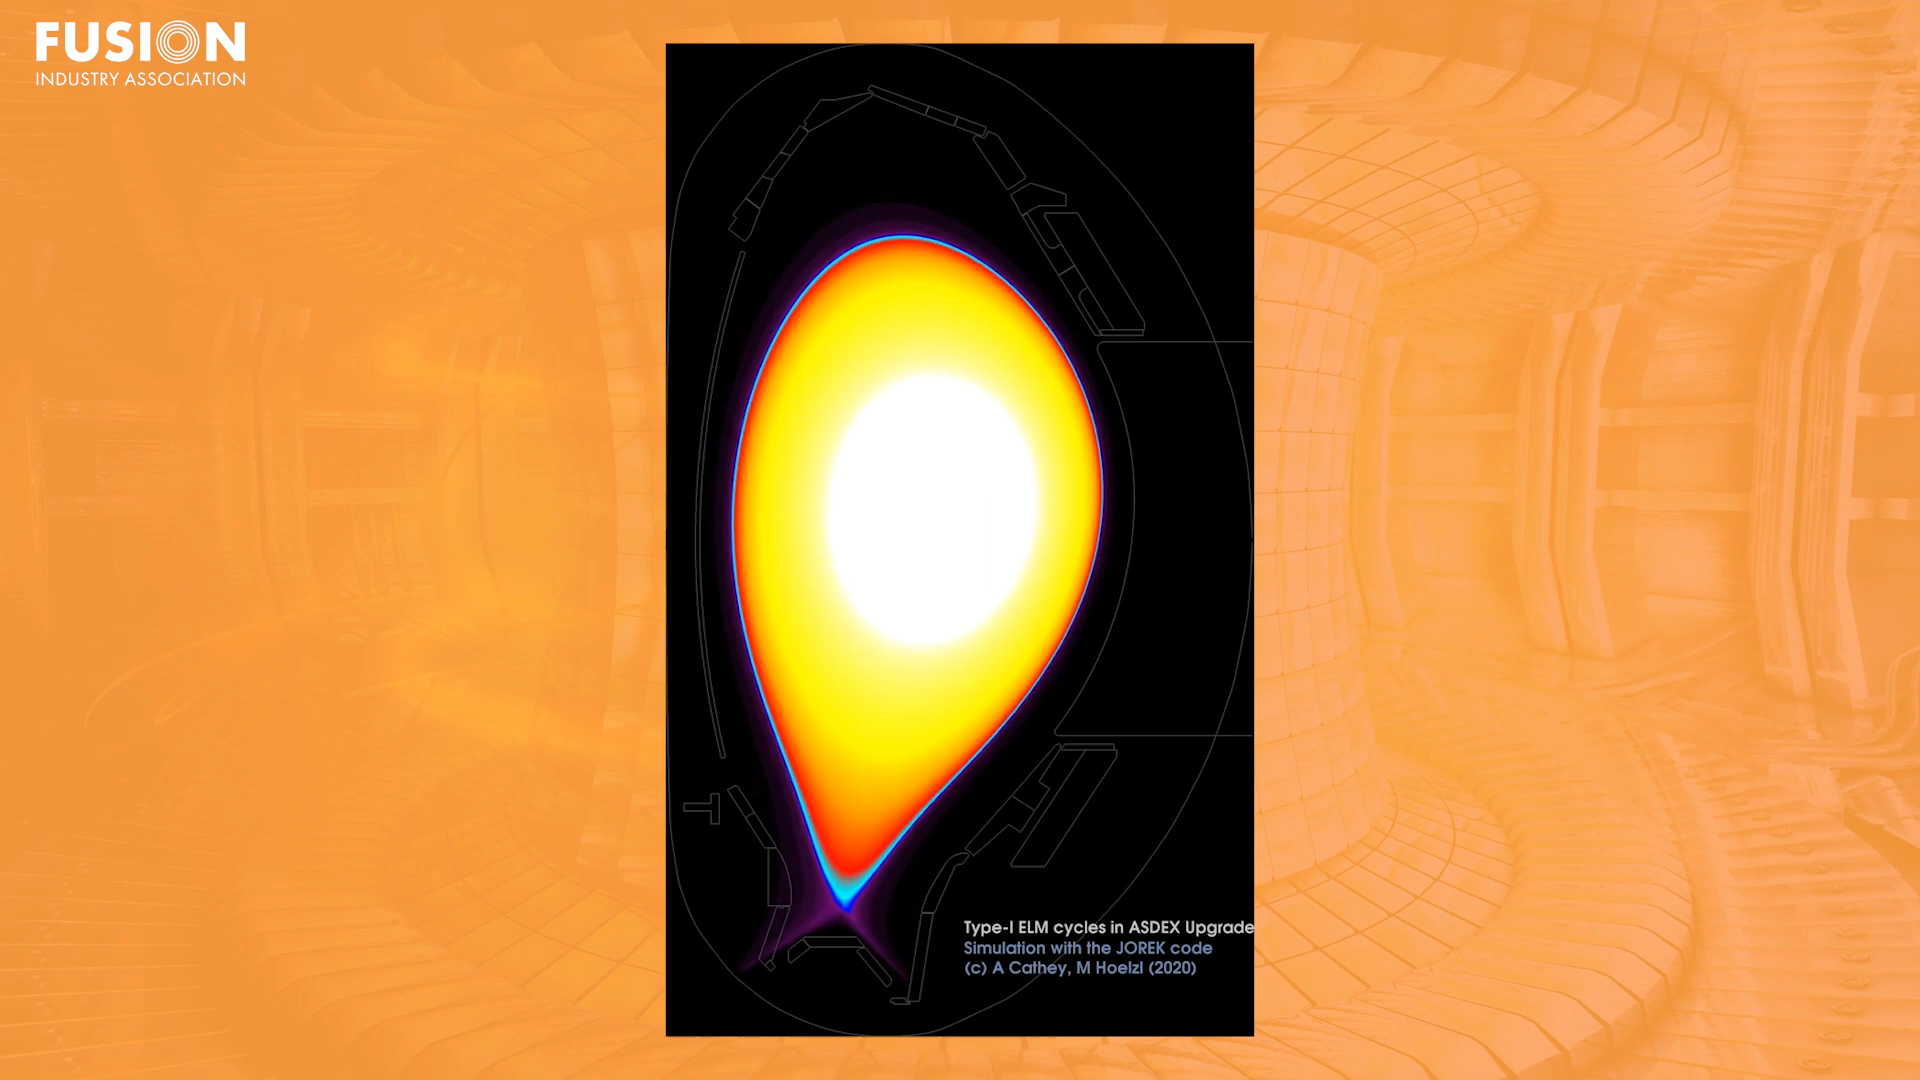 FUSION
INDUSTRY ASSOCIATION
Type-I ELM cycles in ASDEX Upgrade
Simulation with the JOREK code
(c) A Cathey, M Hoelzl (2020)